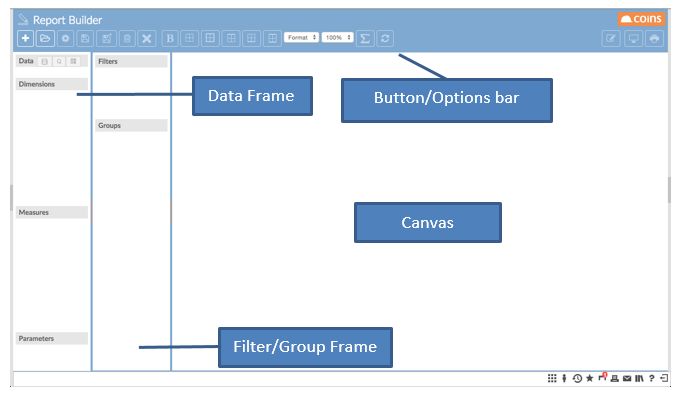 Report Builder
coins
B
Format
100%
Σ
Data
Filters
Dimensions
Data Frame
Button/Options bar
Groups
Measures
Canvas
Parameters
Filter/Group Frame
?